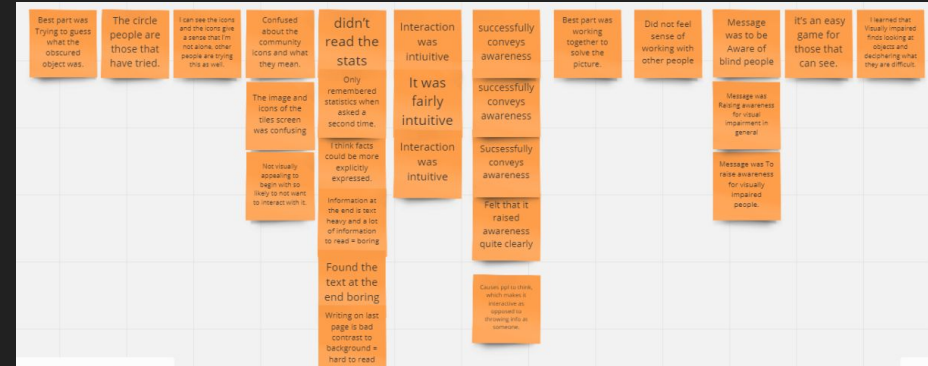 Best part was
Trying to guess
what the
obscured
object was.
The circle
people are
those that
have tried.
I can see the icons
and the icons give
a sense that I'm
not alone, other
people are trying
this as well.
Confused
about the
community
icons and what
they mean.
The image and
icons of the
tiles screen
was confusing
Not visually
appealing to
begin with so
likely to not want
to interact with it.
didn't
read the
stats
Only
remembered
statistics when
asked a
second time.
I think facts
could be more
explicitly
expressed.
Information at
the end is text
heavy and a lot
of information
to read = boring
Found the
text at the
end boring
Writing on last
page is bad
contrast to
background =
hard to read
Interaction
was
intiuitive
It was
fairly
intuitive
Interaction
was
intuitive
successfully
conveys
awareness
successfully
conveys
awareness
Sucsessfully
conveys
awareness
Felt that it
raised
awareness
quite clearly
Causes ppl to think,
which makes it
interactive as
opposed to
throwing info at
someone.
Best part was
working
together to
solve the
picture.
Did not feel
sense of
working with
other people
Message
was to be
Aware of
blind people
Message was
Raising awareness
for visual
impairment in
general
Message was To
raise awareness
for visually
impaired
people.
it's an easy
game for
those that
can see.
I learned that
Visually impaired
finds looking at
objects and
deciphering what
they are difficult.